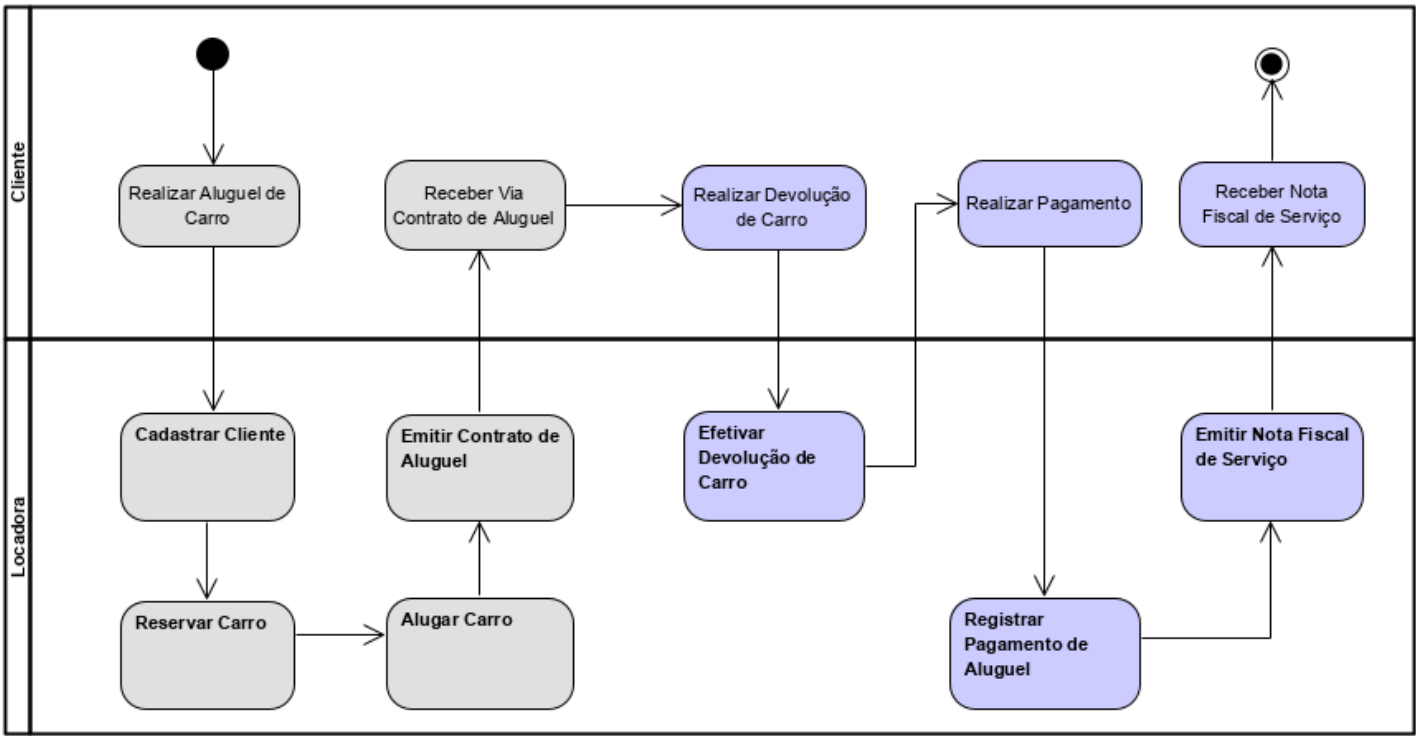 Cliente
Realizar Aluguel de
Carro
Receber Via
Contrato de Aluguel
Realizar Devolução
de Carro
Realizar Pagamento
Receber Nota
Fiscal de Serviço
Locadora
Cadastrar Cliente
Emitir Contrato de
Aluguel
Efetivar
Devolução de
Carro
Emitir Nota Fiscal
de Serviço
Reservar Carro
Alugar Carro
Registrar
Pagamento de
Aluguel